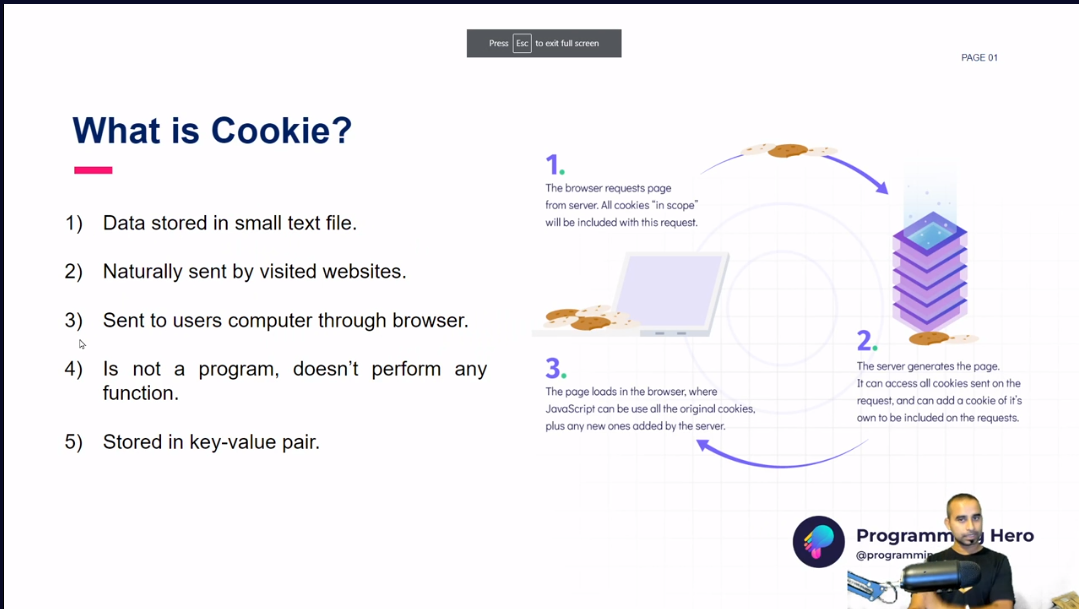 Press Esc to exit full screen
PAGE 01
What is Cookie?
1) Data stored in small text file.
2) Naturally sent by visited websites.
3) Sent to users computer through browser.
4) Is not a program, doesn't perform any
function.
5) Stored in key-value pair.
1.
The browser requests page
from server. All cookies "in scope"
will be included with this request.
2.
The server generates the page.
It can access all cookies sent on the
request, and can add a cookie of it's
own to be included on the requests.
3.
The page loads in the browser, where
JavaScript can be use all the original cookies,
plus any new ones added by the server.
Hero